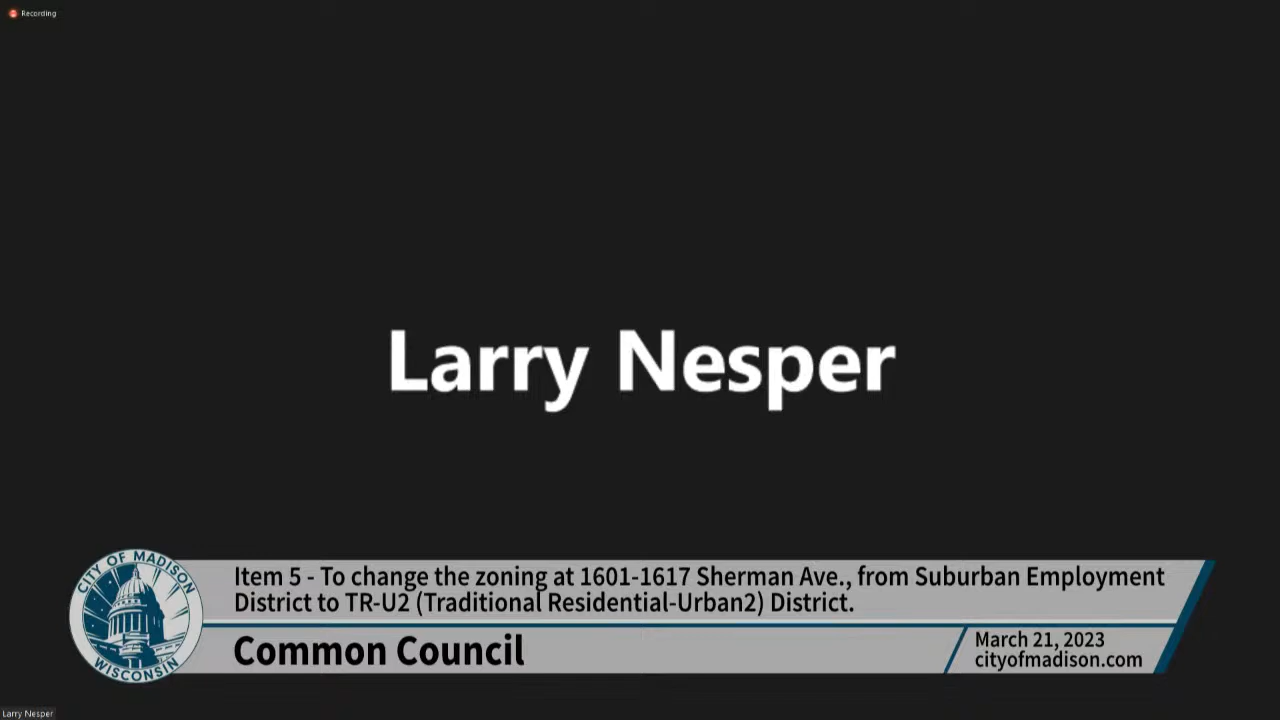 Recording
Larry Nesper
CITY OF MADISON
WISCONSIN
Item 5 - To change the zoning at 1601-1617 Sherman Ave., from Suburban Employment
District to TR-U2 (Traditional Residential-Urban2) District.
Common Council
March 21, 2023
cityofmadison.com
Larry Nesper